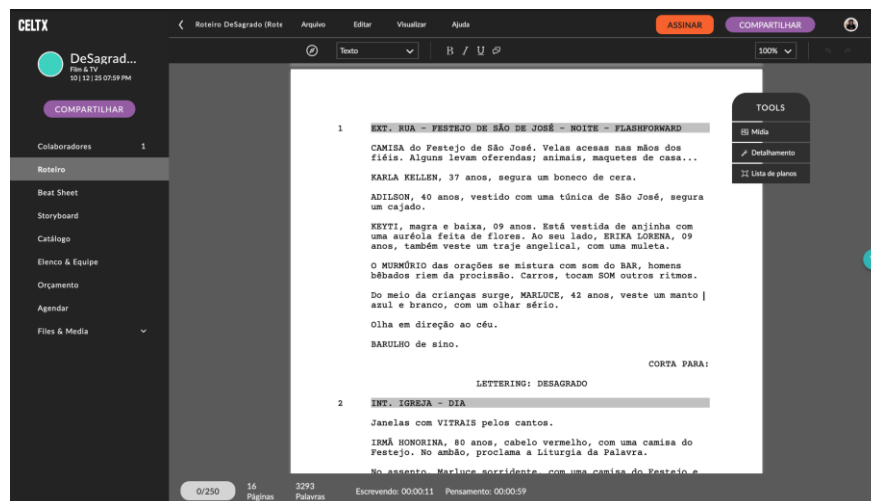 CELTX
Roteiro DeSagrado (Rote
Arquivo
Editar
Visualizar
Ajuda
ASSINAR
COMPARTILHAR
DeSagrad...
Film & TV
10 | 12 | 25 07:59 PM
COMPARTILHAR
Colaboradores 1
Roteiro
Beat Sheet
Storyboard
Catálogo
Elenco & Equipe
Orçamento
Agendar
Files & Media
Texto
B I U
100%
TOOLS
Mídia
Detalhamento
Lista de planos
1 EXT. RUA - FESTEJO DE SÃO DE JOSÉ - NOITE - FLASHFORWARD
CAMISA do Festejo de São José. Velas acesas nas mãos dos
fiéis. Alguns levam oferendas; animais, maquetes de casa...
KARLA KELLEN, 37 anos, segura um boneco de cera.
ADILSON, 40 anos, vestido com uma túnica de São José, segura
um cajado.
KEYTI, magra e baixa, 09 anos. Está vestida de anjinha com
uma auréola feita de flores. Ao seu lado, ERIKA LORENA, 09
anos, também veste um traje angelical, com uma muleta.
O MURMÚRIO das orações se mistura com som do BAR, homens
bêbados riem da procissão. Carros, tocam SOM outros ritmos.
Do meio da crianças surge, MARLUCE, 42 anos, veste um manto
azul e branco, com um olhar sério.
Olha em direção ao céu.
BARULHO de sino.
CORTA PARA:
LETTERING: DESAGRADO
2 INT. IGREJA - DIA
Janelas com VITRAIS pelos cantos.
IRMÃ HONORINA, 80 anos, cabelo vermelho, com uma camisa do
Festejo. No ambão, proclama a Liturgia da Palavra.
No assento, Marluce sorridente, com uma camisa do Festejo e
0/250
16
Páginas
3293
Palavras
Escrevendo: 00:00:11
Pensamento: 00:00:59